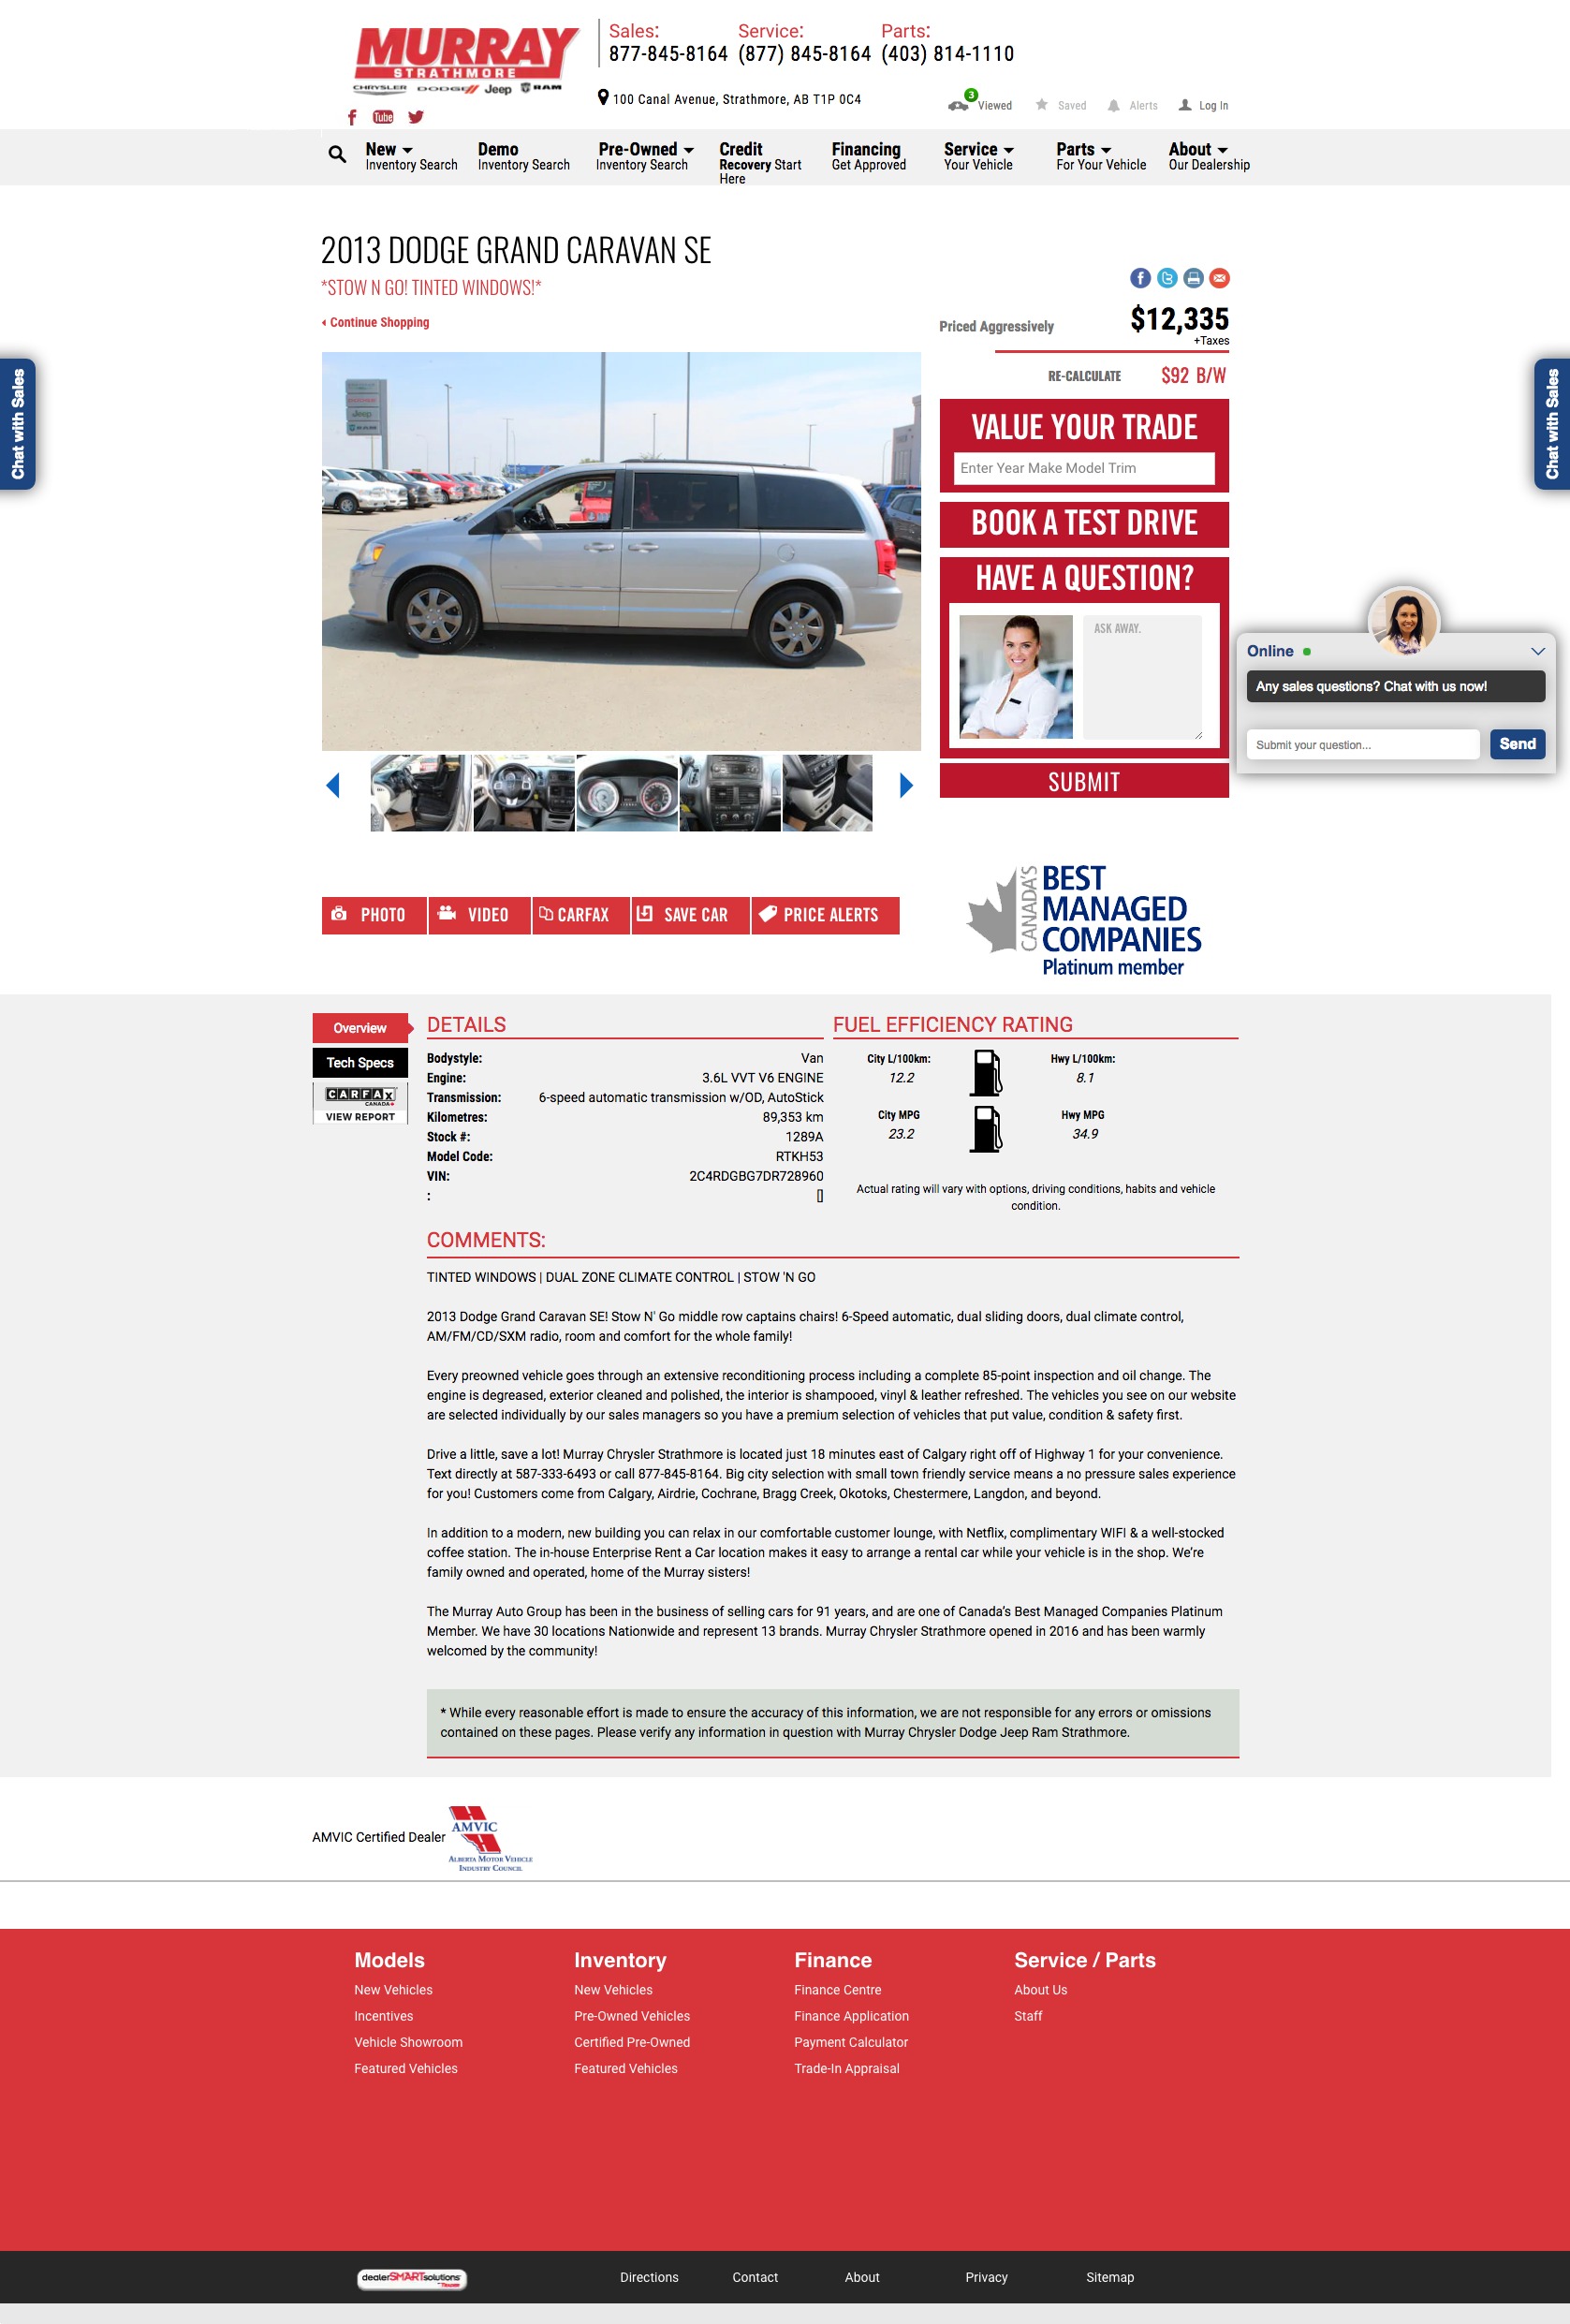 MURRAY
STRATHMORE
CHRYSLER DODGE Jeep RAM
Sales: Service: Parts:
877-845-8164 (877) 845-8164 (403) 814-1110
100 Canal Avenue, Strathmore, AB T1P 0C4
3
Viewed Saved Alerts Log In
f You Tube
New Demo Pre-Owned Credit Financing Service Parts About
Inventory Search Inventory Search Inventory Search Recovery Start Here Get Approved Your Vehicle For Your Vehicle Our Dealership
2013 DODGE GRAND CARAVAN SE
*STOW N GO! TINTED WINDOWS!*
Continue Shopping
Priced Aggressively $12,335
+Taxes
RE-CALCULATE $92 B/W
Chat with Sales
Chat with Sales
Jeep
VALUE YOUR TRADE
Enter Year Make Model Trim
BOOK A TEST DRIVE
HAVE A QUESTION?
ASK AWAY.
SUBMIT
Online
Any sales questions? Chat with us now!
Submit your question... Send
PHOTO VIDEO CARFAX SAVE CAR PRICE ALERTS
CANADA'S
BEST
MANAGED
COMPANIES
Platinum member
Overview
Tech Specs
CARFAX
CANADA
VIEW REPORT
DETAILS
Bodystyle: Van
Engine: 3.6L VVT V6 ENGINE
Transmission: 6-speed automatic transmission w/OD, AutoStick
Kilometres: 89,353 km
Stock #: 1289A
Model Code: RTKH53
VIN: 2C4RDGBG7DR728960
: []
FUEL EFFICIENCY RATING
City L/100km: Hwy L/100km:
12.2 8.1
City MPG Hwy MPG
23.2 34.9
Actual rating will vary with options, driving conditions, habits and vehicle
condition.
COMMENTS:
TINTED WINDOWS | DUAL ZONE CLIMATE CONTROL | STOW 'N GO
2013 Dodge Grand Caravan SE! Stow N' Go middle row captains chairs! 6-Speed automatic, dual sliding doors, dual climate control,
AM/FM/CD/SXM radio, room and comfort for the whole family!
Every preowned vehicle goes through an extensive reconditioning process including a complete 85-point inspection and oil change. The
engine is degreased, exterior cleaned and polished, the interior is shampooed, vinyl & leather refreshed. The vehicles you see on our website
are selected individually by our sales managers so you have a premium selection of vehicles that put value, condition & safety first.
Drive a little, save a lot! Murray Chrysler Strathmore is located just 18 minutes east of Calgary right off of Highway 1 for your convenience.
Text directly at 587-333-6493 or call 877-845-8164. Big city selection with small town friendly service means a no pressure sales experience
for you! Customers come from Calgary, Airdrie, Cochrane, Bragg Creek, Okotoks, Chestermere, Langdon, and beyond.
In addition to a modern, new building you can relax in our comfortable customer lounge, with Netflix, complimentary WIFI & a well-stocked
coffee station. The in-house Enterprise Rent a Car location makes it easy to arrange a rental car while your vehicle is in the shop. We're
family owned and operated, home of the Murray sisters!
The Murray Auto Group has been in the business of selling cars for 91 years, and are one of Canada's Best Managed Companies Platinum
Member. We have 30 locations Nationwide and represent 13 brands. Murray Chrysler Strathmore opened in 2016 and has been warmly
welcomed by the community!
* While every reasonable effort is made to ensure the accuracy of this information, we are not responsible for any errors or omissions
contained on these pages. Please verify any information in question with Murray Chrysler Dodge Jeep Ram Strathmore.
AMVIC Certified Dealer
AMVIC
ALBERTA MOTOR VEHICLE
INDUSTRY COUNCIL
Models
New Vehicles
Incentives
Vehicle Showroom
Featured Vehicles
Inventory
New Vehicles
Pre-Owned Vehicles
Certified Pre-Owned
Featured Vehicles
Finance
Finance Centre
Finance Application
Payment Calculator
Trade-In Appraisal
Service / Parts
About Us
Staff
dealerSMARTsolutions
Directions Contact About Privacy Sitemap